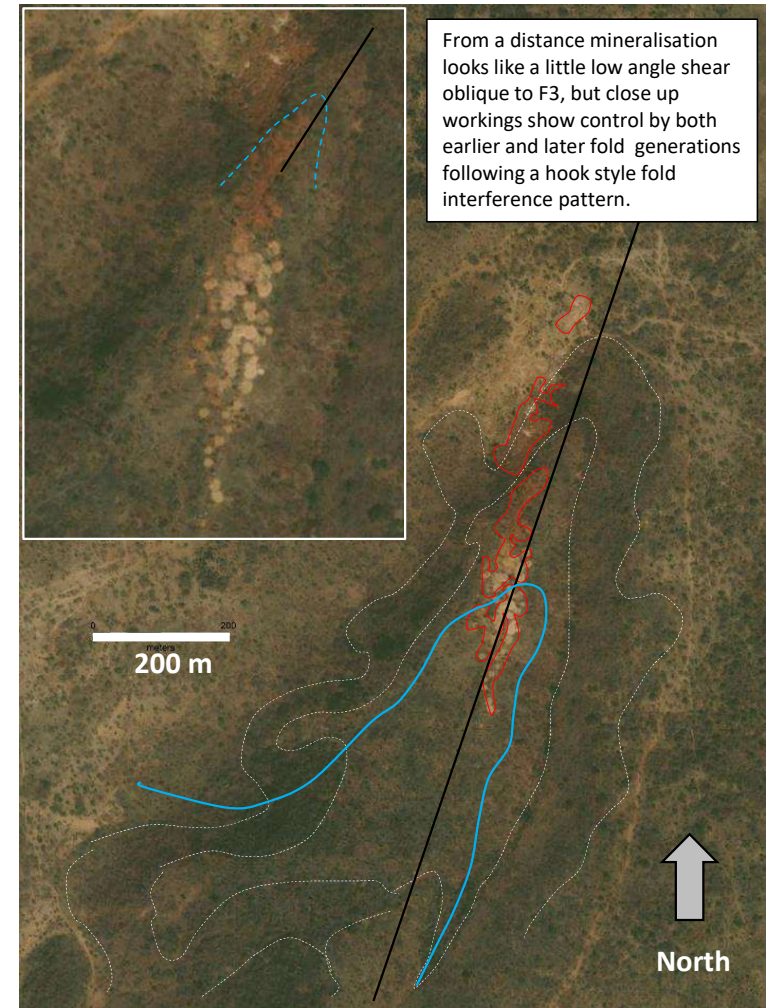 From a distance mineralisation
looks like a little low angle shear
oblique to F3, but close up
workings show control by both
earlier and later fold generations
following a hook style fold
interference pattern.
0 200
meters
200 m
North